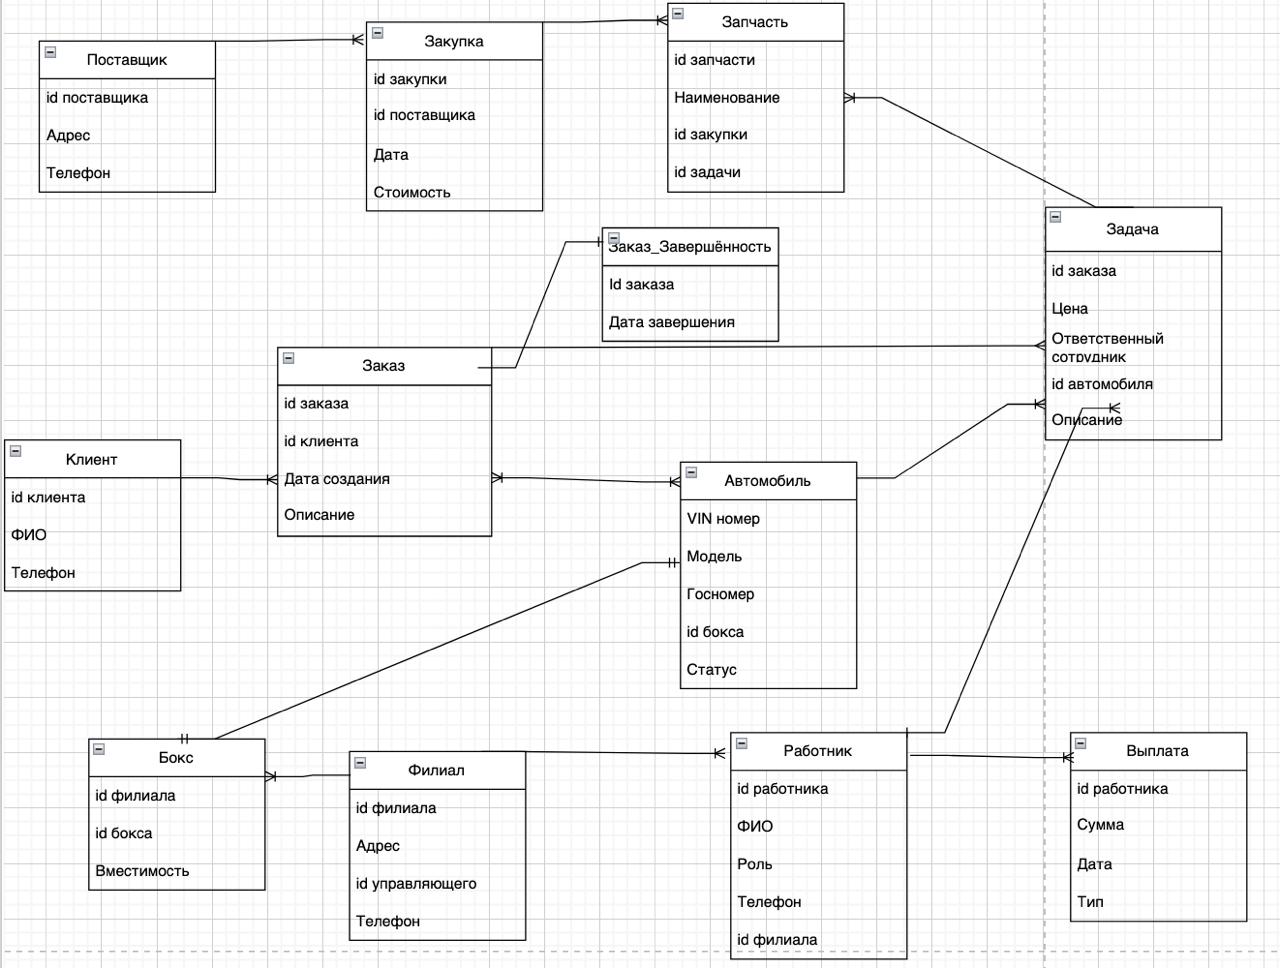 Поставщик
id поставщика
Адрес
Телефон
Закупка
id закупки
id поставщика
Дата
Стоимость
Запчасть
id запчасти
Наименование
id закупки
id задачи
Задача
id заказа
Цена
Ответственный
сотрудник
id автомобиля
Описание
Заказ_Завершённость
Id заказа
Дата завершения
Заказ
id заказа
id клиента
Дата создания
Описание
Клиент
id клиента
ФИО
Телефон
Автомобиль
VIN номер
Модель
Госномер
id бокса
Статус
Бокс
id филиала
id бокса
Вместимость
Филиал
id филиала
Адрес
id управляющего
Телефон
Работник
id работника
ФИО
Роль
Телефон
id филиала
Выплата
id работника
Сумма
Дата
Тип